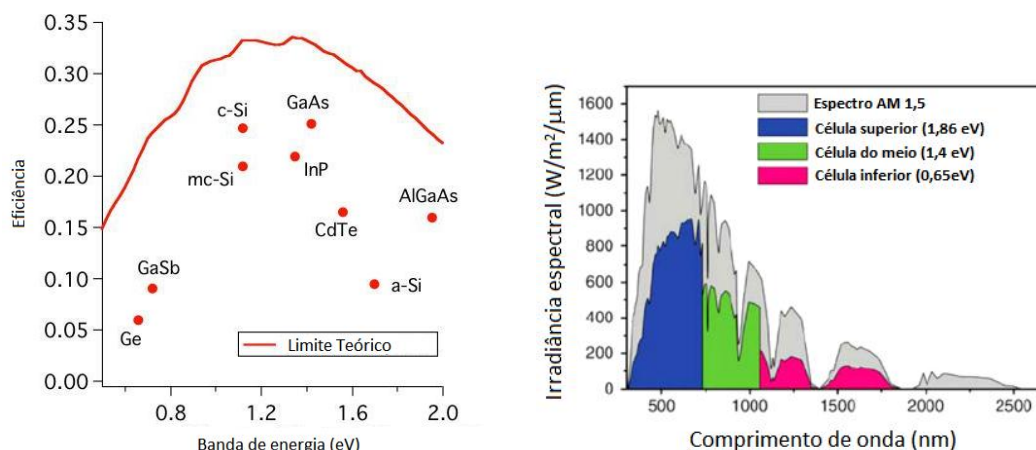 0.35
0.30
0.25
0.20
0.15
0.10
0.05
0.00
Eficiência
c-Si
GaAs
mc-Si
InP
AlGaAs
CdTe
GaSb
a-Si
Ge
Limite Teórico
0.8
1.2
1.6
2.0
Banda de energia (eV)
1600
1400
1200
1000
800
600
400
200
0
Irradiância espectral (W/m²/μm)
Espectro AM 1,5
Célula superior (1,86 eV)
Célula do meio (1,4 eV)
Célula inferior (0,65eV)
500
1000
1500
2000
2500
Comprimento de onda (nm)